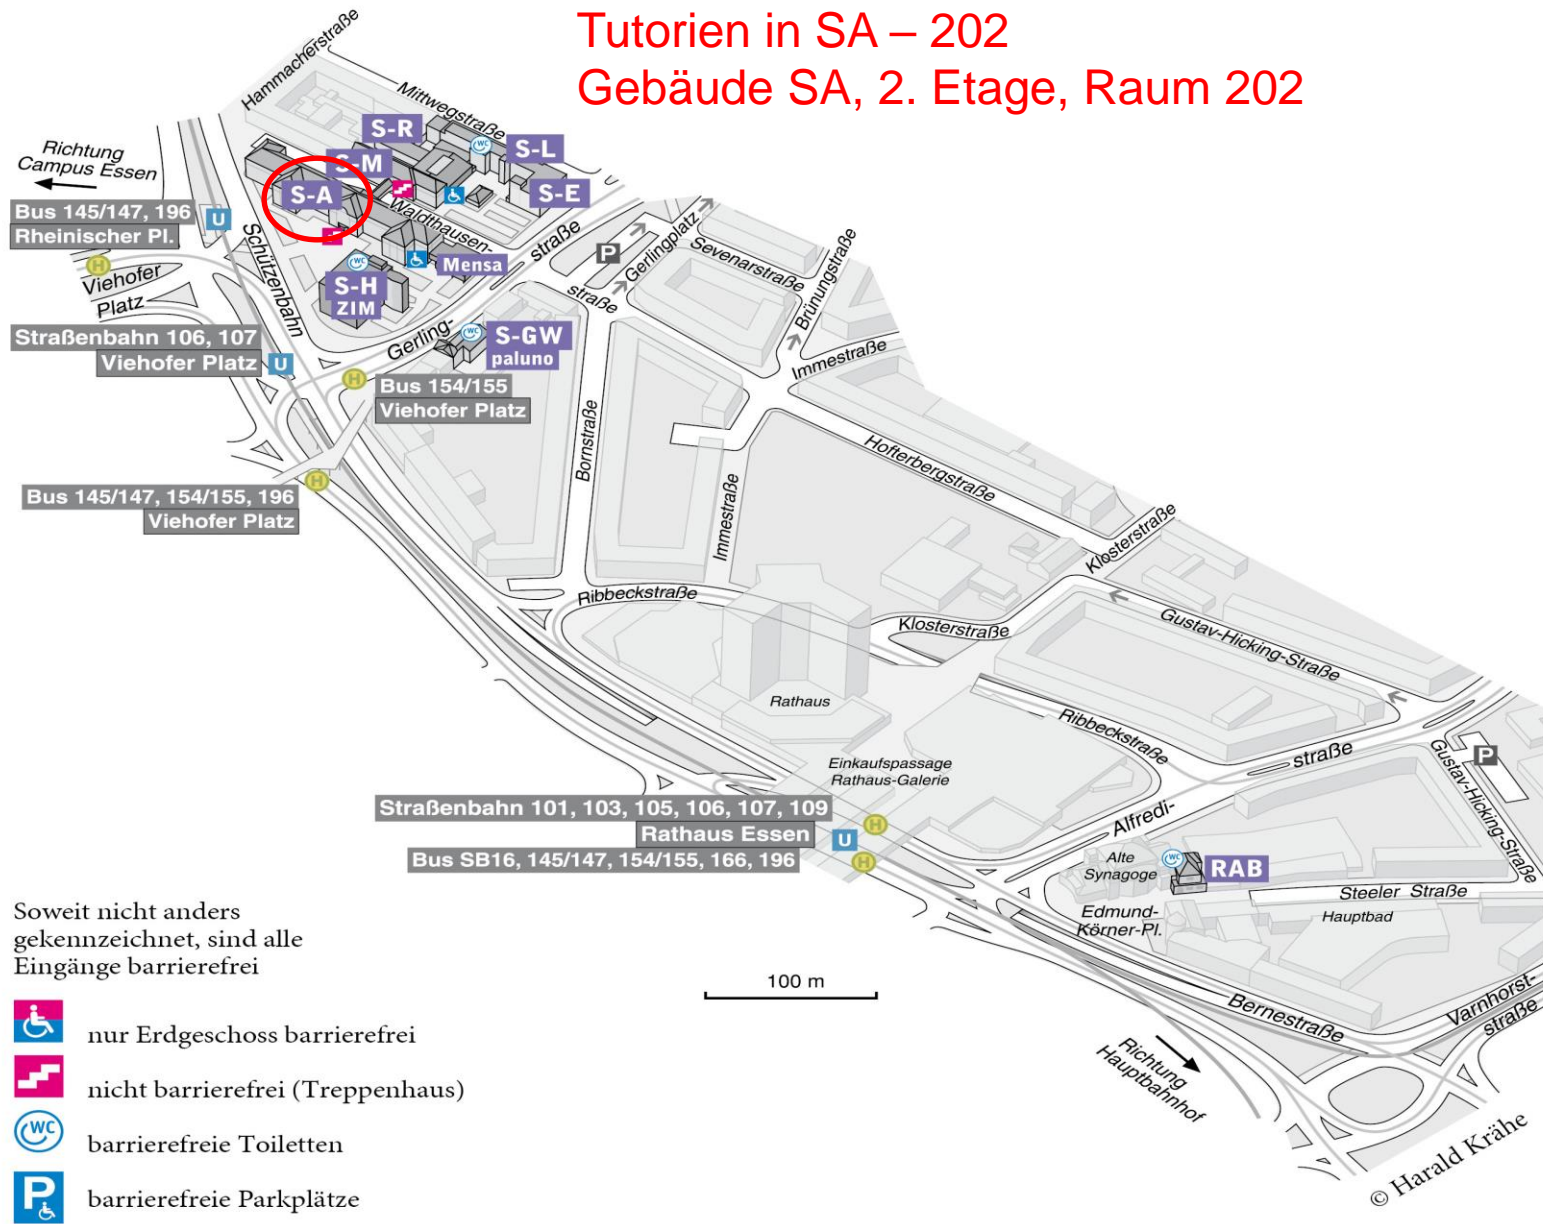 Tutorien in SA – 202
Gebäude SA, 2. Etage, Raum 202
Hammacherstraße
Mittwegstraße
S-R
S-L
S-M
S-E
S-A
Richtung
Campus Essen
Bus 145/147, 196
Rheinischer Pl.
U
H
Viehofer
Platz
Schützenbahn
Waldthausen-
straße
Mensa
WC
S-H
ZIM
P
Gerlingplatz
Sevenarstraße
Brünungstraße
straße
Straßenbahn 106, 107
Viehofer Platz
U
Gerling-
WC
S-GW
paluno
Immestraße
H
Bus 154/155
Viehofer Platz
Bornstraße
Hofterbergstraße
Bus 145/147, 154/155, 196
Viehofer Platz
H
Immestraße
Klosterstraße
Ribbeckstraße
Klosterstraße
Gustav-Hicking-Straße
Rathaus
Ribbeckstraße
straße
Gustav-Hicking-Straße
P
Einkaufspassage
Rathaus-Galerie
Straßenbahn 101, 103, 105, 106, 107, 109
Rathaus Essen
Bus SB16, 145/147, 154/155, 166, 196
U
H
H
Alfredi-
Alte
Synagoge
WC
RAB
Steeler Straße
Edmund-
Körner-Pl.
Hauptbad
100 m
Bernestraße
Varnhorst-
straße
Richtung
Hauptbahnhof
Soweit nicht anders
gekennzeichnet, sind alle
Eingänge barrierefrei
nur Erdgeschoss barrierefrei
nicht barrierefrei (Treppenhaus)
WC
barrierefreie Toiletten
P
barrierefreie Parkplätze
© Harald Krähe